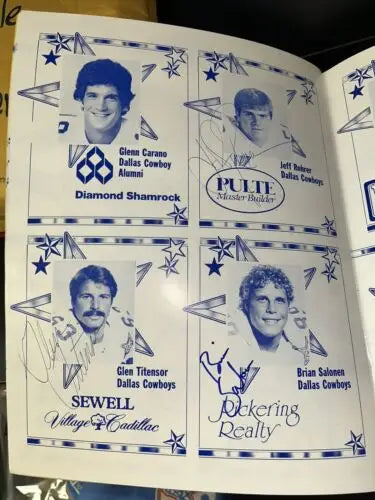 Glenn Carano
Dallas Cowboy
Alumni
Diamond Shamrock
Jeff Rohrer
Dallas Cowboys
PULTE
Master Builder
Glen Titensor
Dallas Cowboys
SEWELL
Village Cadillac
Brian Salonen
Dallas Cowboys
Pickering
Realty